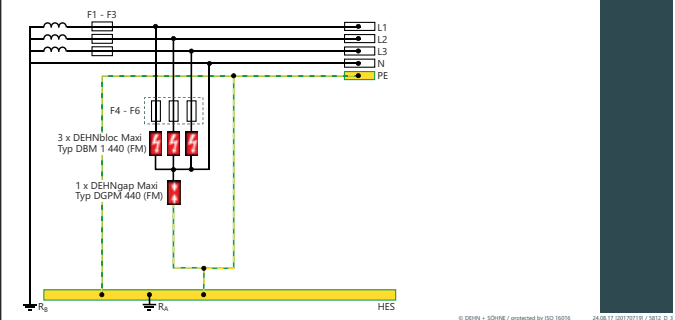 F1 - F3
L1
L2
L3
N
PE
F4 - F6
3 x DEHNbloc Maxi
Typ DBM 1 440 (FM)
1 x DEHNgap Maxi
Typ DGPM 440 (FM)
RB
RA
HES
© DEHN + SÖHNE / protected by ISO 16016
24.08.17 (20170719) / 5812_D_3